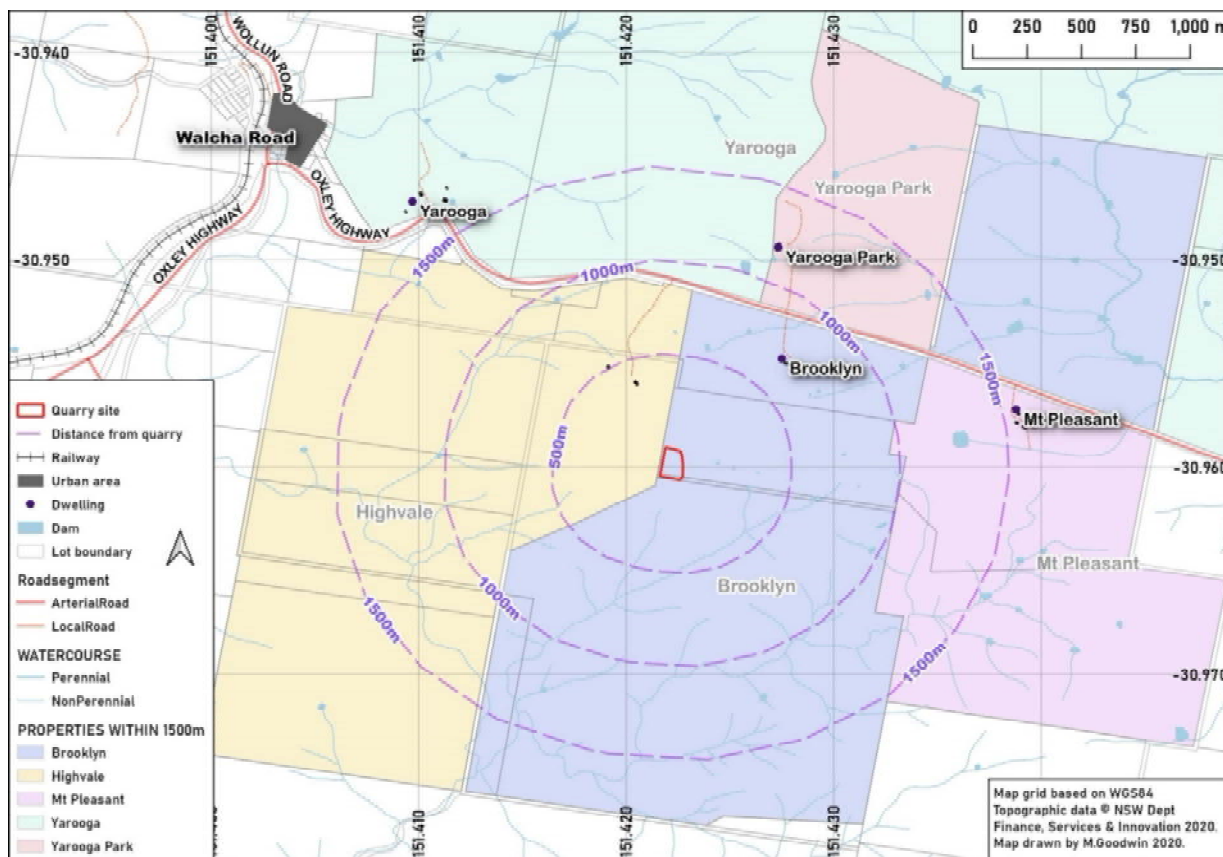 151.400
151.410
151.420
151.430
0 250 500 750 1,000 m
-30.940
-30.940
WOLLUN ROAD
Walcha Road
Yarooga
Yarooga Park
OXLEY HIGHWAY
OXLEY HIGHWAY
Yarooga
1500m
-30.950
Yarooga Park
-30.950
1000m
1000m
Brooklyn
1500m
Mt Pleasant
500m
-30.960
Highvale
Brooklyn
Mt Pleasant
1000m
1500m
1500m
-30.970
Quarry site
Distance from quarry
Railway
Urban area
Dwelling
Dam
Lot boundary
Roadsegment
ArterialRoad
LocalRoad
WATERCOURSE
Perennial
NonPerennial
PROPERTIES WITHIN 1500m
Brooklyn
Highvale
Mt Pleasant
Yarooga
Yarooga Park
151.400
151.410
151.420
151.430
Map grid based on WGS84
Topographic data © NSW Dept
Finance, Services & Innovation 2020.
Map drawn by M.Goodwin 2020.